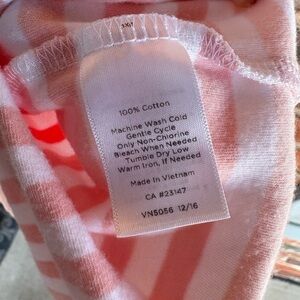 100% Cotton
Machine Wash Cold
Gentle Cycle
Only Non-Chlorine
Bleach When Needed
Tumble Dry Low
Warm Iron, If Needed
Made In Vietnam
CA #23147
VN5056 12/16